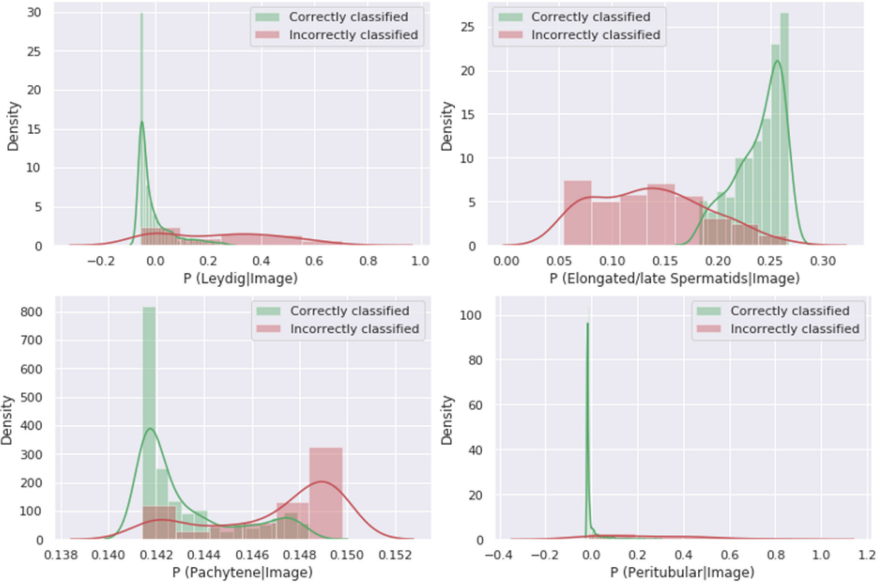 30
25
20
15
10
5
0
Density
Correctly classified
Incorrectly classified
−0.2 0.0 0.2 0.4 0.6 0.8 1.0
P (Leydig|Image)
25
20
15
10
5
0
Density
Correctly classified
Incorrectly classified
0.00 0.05 0.10 0.15 0.20 0.25 0.30
P (Elongated/late Spermatids|Image)
800
700
600
500
400
300
200
100
0
Density
Correctly classified
Incorrectly classified
0.138 0.140 0.142 0.144 0.146 0.148 0.150 0.152
P (Pachytene|Image)
100
80
60
40
20
0
Density
Correctly classified
Incorrectly classified
−0.4 −0.2 0.0 0.2 0.4 0.6 0.8 1.0 1.2
P (Peritubular|Image)